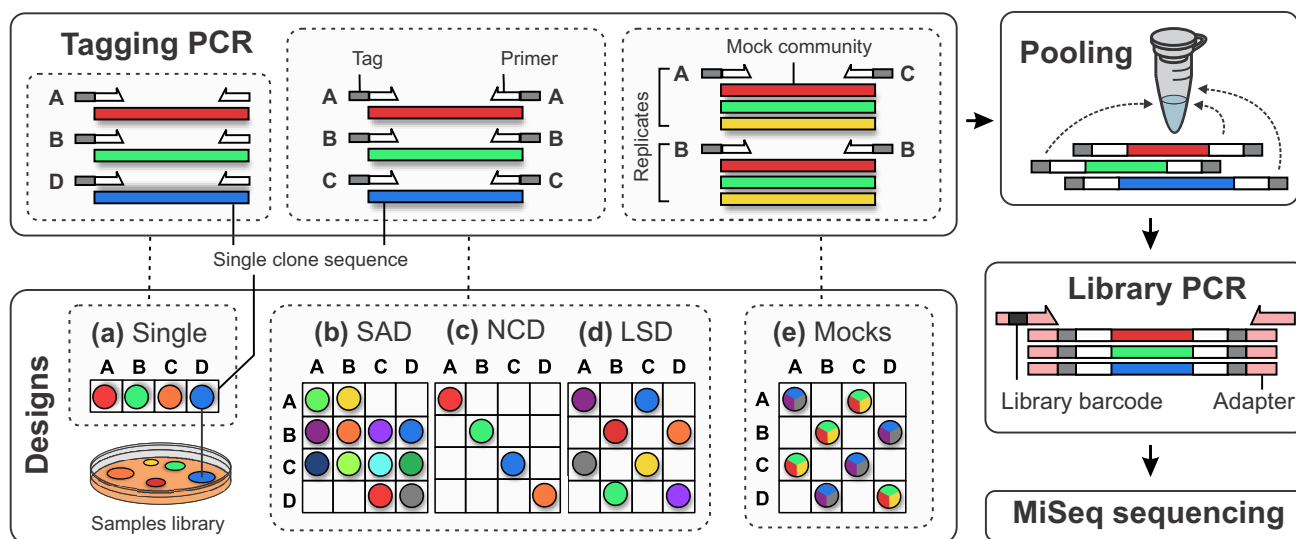 Tagging PCR
A
B
D
Tag
Primer
A A
B B
C C
Mock community
Replicates
A C
B B
Pooling
Single clone sequence
Designs
(a) Single
A B C D
Samples library
(b) SAD
A B C D
A
B
C
D
(c) NCD
A B C D
(d) LSD
A B C D
(e) Mocks
A B C D
A
B
C
D
Library PCR
Library barcode
Adapter
MiSeq sequencing